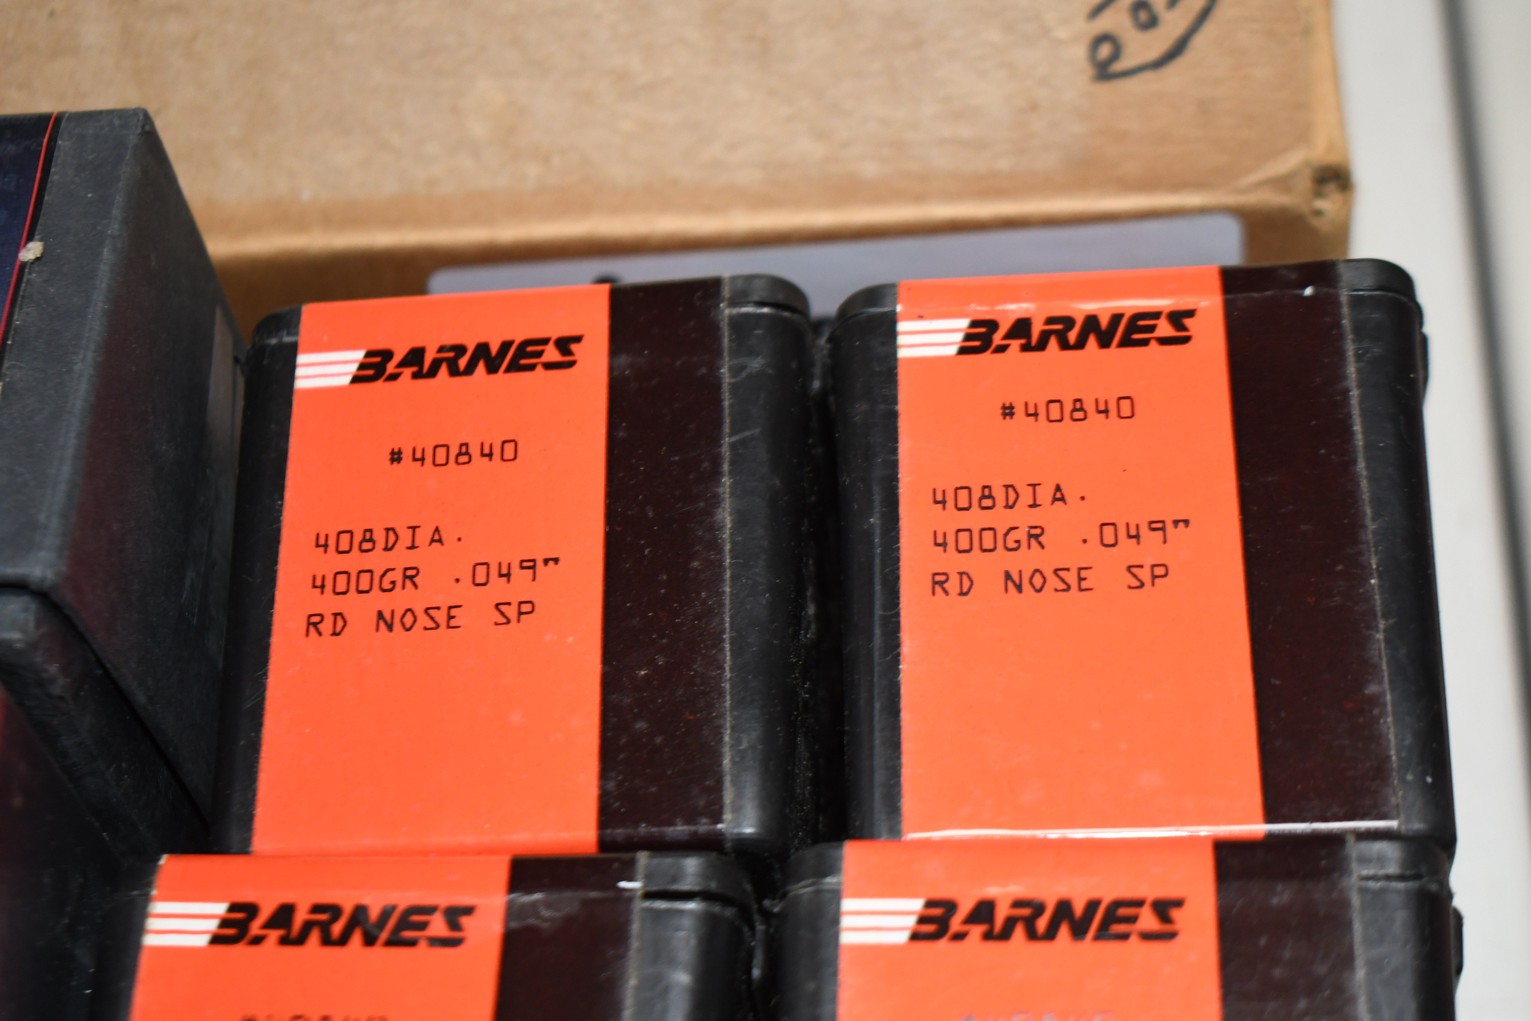 BARNES
#40840
408DIA.
400GR .049"
RD NOSE SP
BARNES
#40840
408DIA.
400GR .049"
RD NOSE SP
BARNES
BARNES